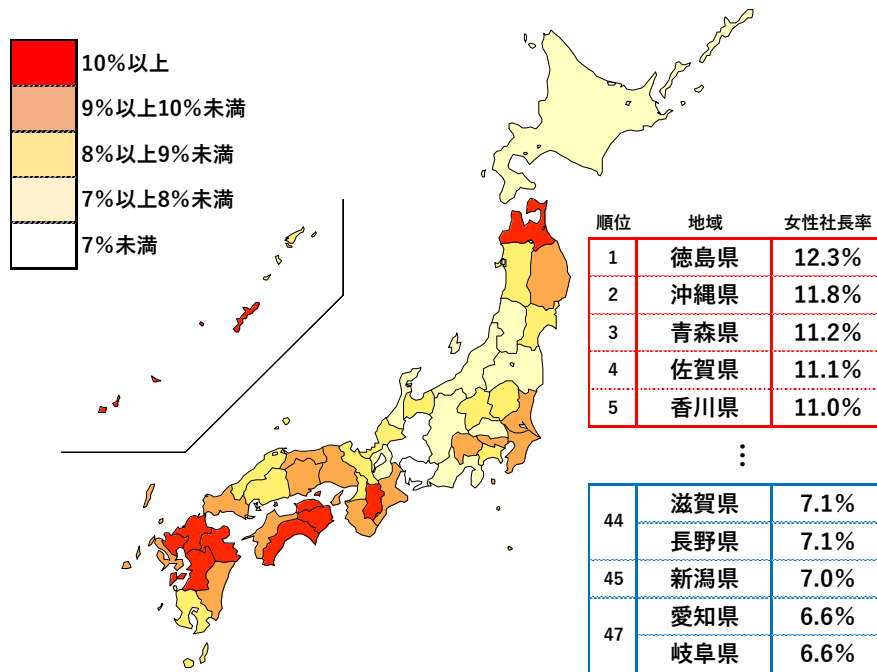 10%以上
9%以上10%未満
8%以上9%未満
7%以上8%未満
7%未満
順位 地域 女性社長率
1 徳島県 12.3%
2 沖縄県 11.8%
3 青森県 11.2%
4 佐賀県 11.1%
5 香川県 11.0%
⋮
44 滋賀県 7.1%
長野県 7.1%
45 新潟県 7.0%
47 愛知県 6.6%
岐阜県 6.6%